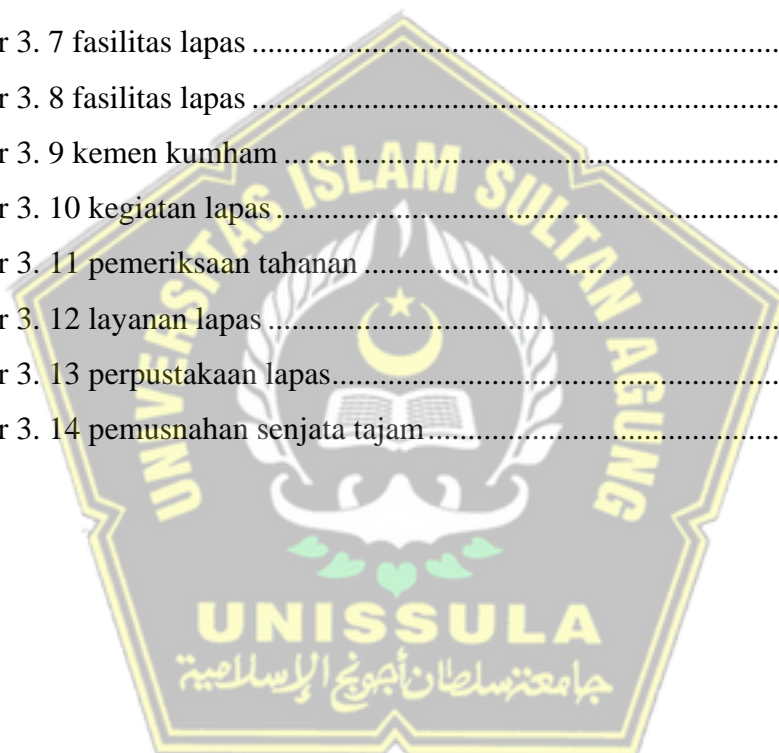 r 3. 7 fasilitas lapas ..........................................................................
r 3. 8 fasilitas lapas ..........................................................................
r 3. 9 kemen kumham ......................................................................
r 3. 10 kegiatan lapas .......................................................................
r 3. 11 pemeriksaan tahanan ...........................................................
r 3. 12 layanan lapas ........................................................................
r 3. 13 perpustakaan lapas................................................................
r 3. 14 pemusnahan senjata tajam ..................................................
UNIVERSITAS ISLAM SULTAN AGUNG
UNISSULA
جامعتنسلطان أجونج الإسلامية